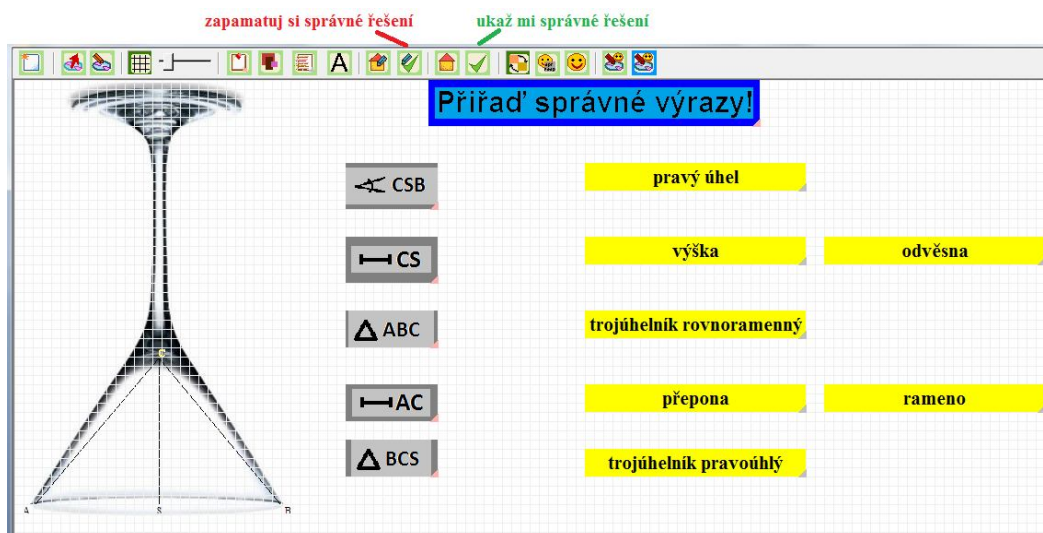 zapamatuj si správné řešení ukaž mi správné řešení
A
Přiřaď správné výrazy!
CSB pravý úhel
CS výška odvěsna
ABC trojúhelník rovnoramenný
C
AC přepona rameno
BCS trojúhelník pravoúhlý
A S B